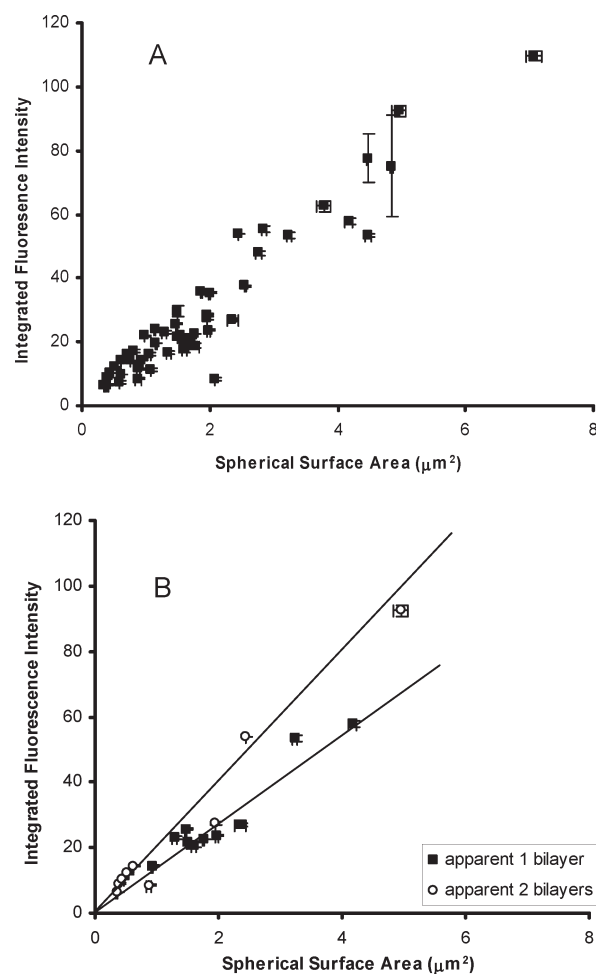 A
Integrated Fluoresence Intensity
120
100
80
60
40
20
0
0 2 4 6 8
Spherical Surface Area (μm²)
B
Integrated Fluorescence Intensity
120
100
80
60
40
20
0
apparent 1 bilayer
apparent 2 bilayers
0 2 4 6 8
Spherical Surface Area (μm²)